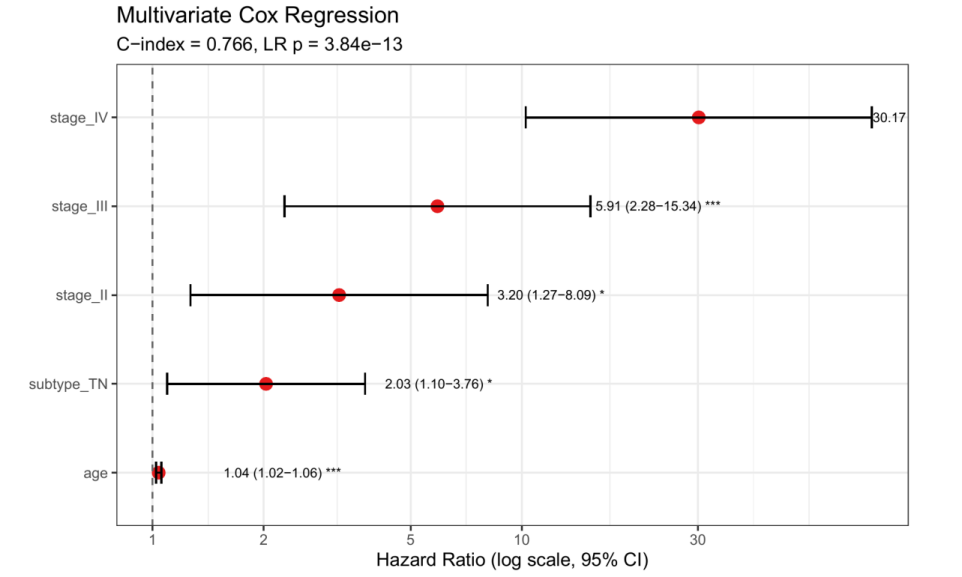 Multivariate Cox Regression
C−index = 0.766, LR p = 3.84e−13
stage_IV
30.17
stage_III
5.91 (2.28−15.34) ***
stage_II
3.20 (1.27−8.09) *
subtype_TN
2.03 (1.10−3.76) *
age
1.04 (1.02−1.06) ***
1 2 5 10 30
Hazard Ratio (log scale, 95% CI)